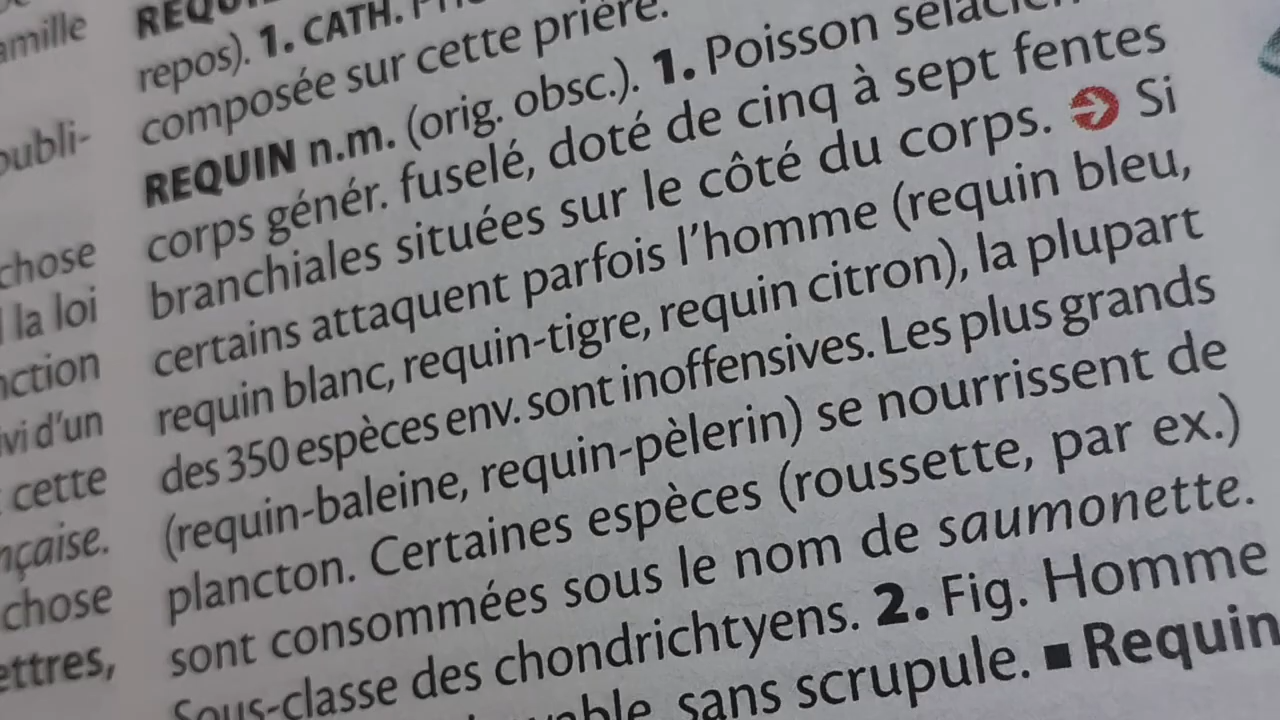 amille
publi-
chose
la loi
vi d'un
cette
chose
ettres,
repos). 1. CATH.
composée sur cette prière.
REQUIN n.m. (orig. obsc.). 1. Poisson
corps génér. fuselé, doté de cinq à sept fentes
branchiales situées sur le côté du corps. Si
certains attaquent parfois l'homme (requin bleu,
requin blanc, requin-tigre, requin citron), la plupart
des 350 espèces env. sont inoffensives. Les plus grands
(requin-baleine, requin-pèlerin) se nourrissent de
plancton. Certaines espèces (roussette, par ex.)
sont consommées sous le nom de saumonette.
Sous-classe des chondrichtyens. 2. Fig. Homme
sans scrupule. ■ Requin